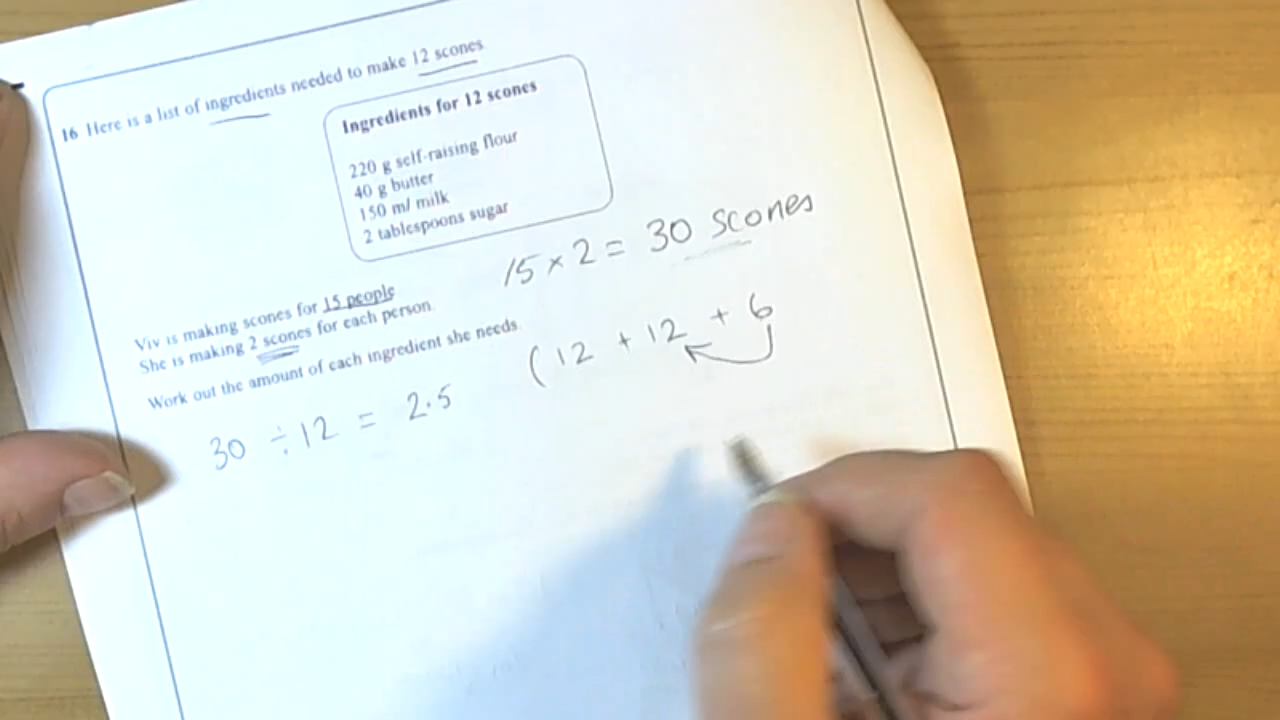 16 Here is a list of ingredients needed to make 12 scones
Ingredients for 12 scones
220 g self-raising flour
40 g butter
150 ml milk
2 tablespoons sugar
15 × 2 = 30 scones
Viv is making scones for 15 people
She is making 2 scones for each person.
Work out the amount of each ingredient she needs.
(12 + 12 + 6
30 ÷ 12 = 2.5